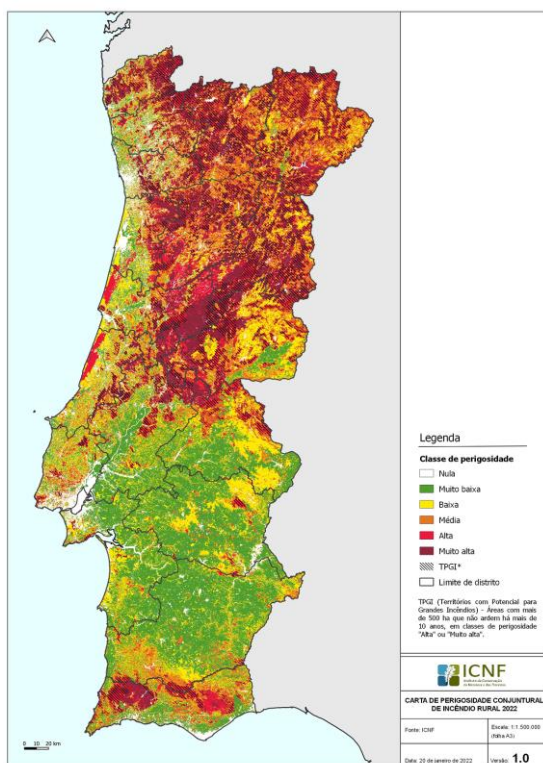 Legenda
Classe de perigosidade
Nula
Muito baixa
Baixa
Média
Alta
Muito alta
TPGI*
Limite de distrito
TPGI (Territórios com Potencial para
Grandes Incêndios) - Áreas com mais
de 500 ha que não ardem há mais de
10 anos, em classes de perigosidade
"Alta" ou "Muito alta".
ICNF
CARTA DE PERIGOSIDADE CONJUNTURAL
DE INCÊNDIO RURAL 2022
Fonte: ICNF
Escala: 1:1.500.000
(folha A3)
Data: 20 de janeiro de 2022
Versão: 1.0
0 10 20 km